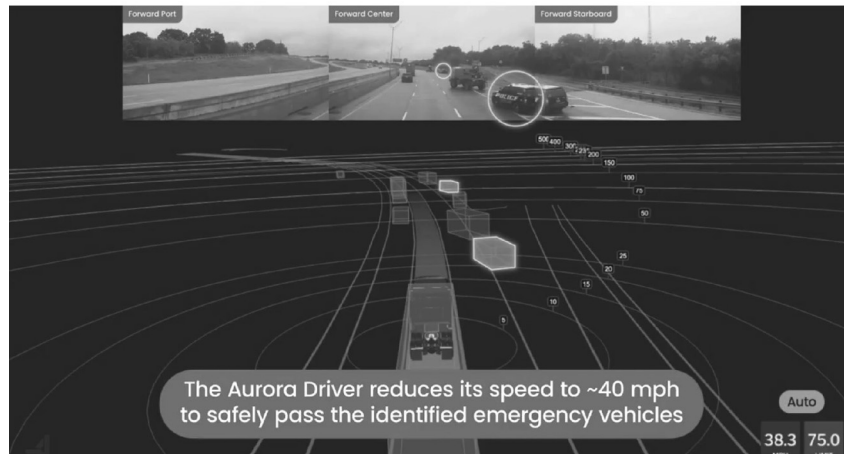 Forward Port
Forward Center
Forward Starboard
500
400
300
200
150
100
75
50
25
20
15
10
5
The Aurora Driver reduces its speed to ~40 mph
to safely pass the identified emergency vehicles
Auto
38.3 75.0